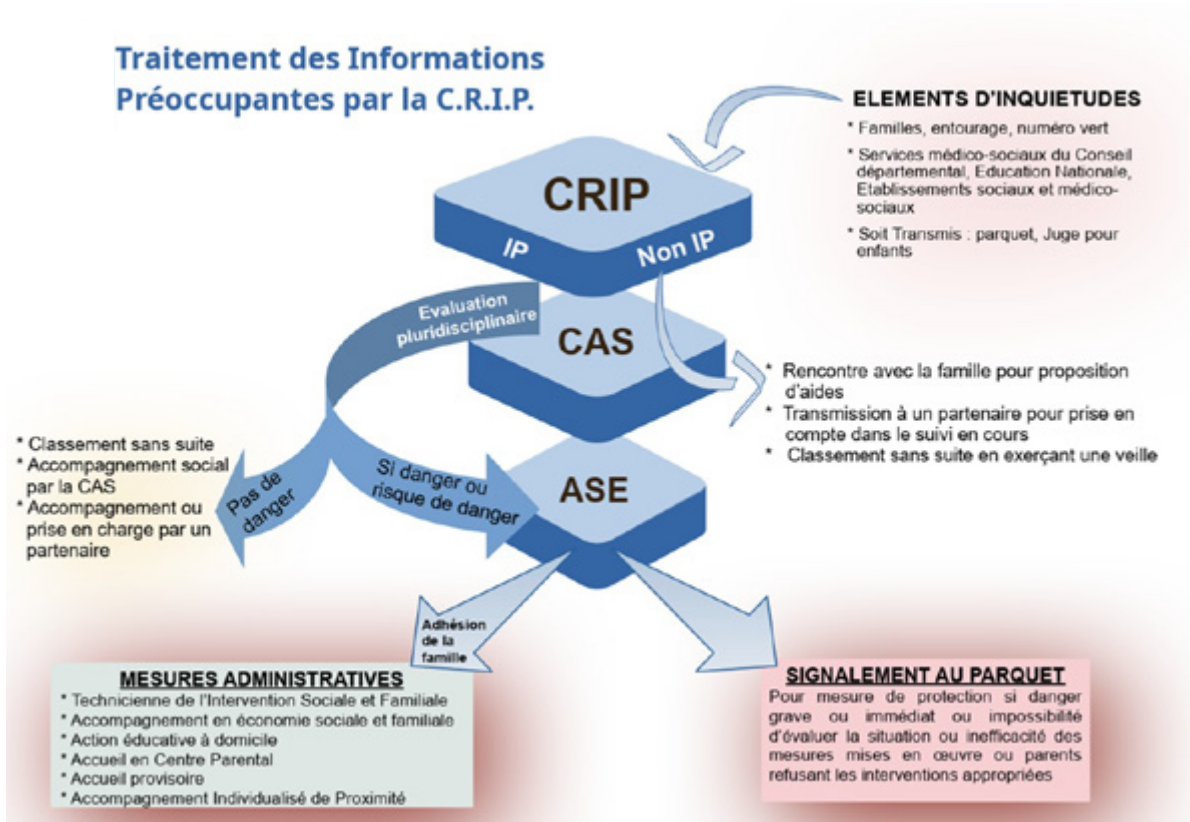 Traitement des Informations
Préoccupantes par la C.R.I.P.
ELEMENTS D'INQUIETUDES
* Familles, entourage, numéro vert
* Services médico-sociaux du Conseil
départemental, Education Nationale,
Etablissements sociaux et médico-
sociaux
* Soit Transmis : parquet, Juge pour
enfants
CRIP
IP
Non IP
Evaluation
pluridisciplinaire
CAS
* Rencontre avec la famille pour proposition
d'aides
* Transmission à un partenaire pour prise en
compte dans le suivi en cours
* Classement sans suite en exerçant une veille
* Classement sans suite
* Accompagnement social
par la CAS
* Accompagnement ou
prise en charge par un
partenaire
Pas de
danger
Si danger ou
risque de danger
ASE
Adhésion
de la
famille
MESURES ADMINISTRATIVES
* Technicienne de l'Intervention Sociale et Familiale
* Accompagnement en économie sociale et familiale
* Action éducative à domicile
* Accueil en Centre Parental
* Accueil provisoire
* Accompagnement Individualisé de Proximité
SIGNALEMENT AU PARQUET
Pour mesure de protection si danger
grave ou immédiat ou impossibilité
d'évaluer la situation ou inefficacité des
mesures mises en œuvre ou parents
refusant les interventions appropriées